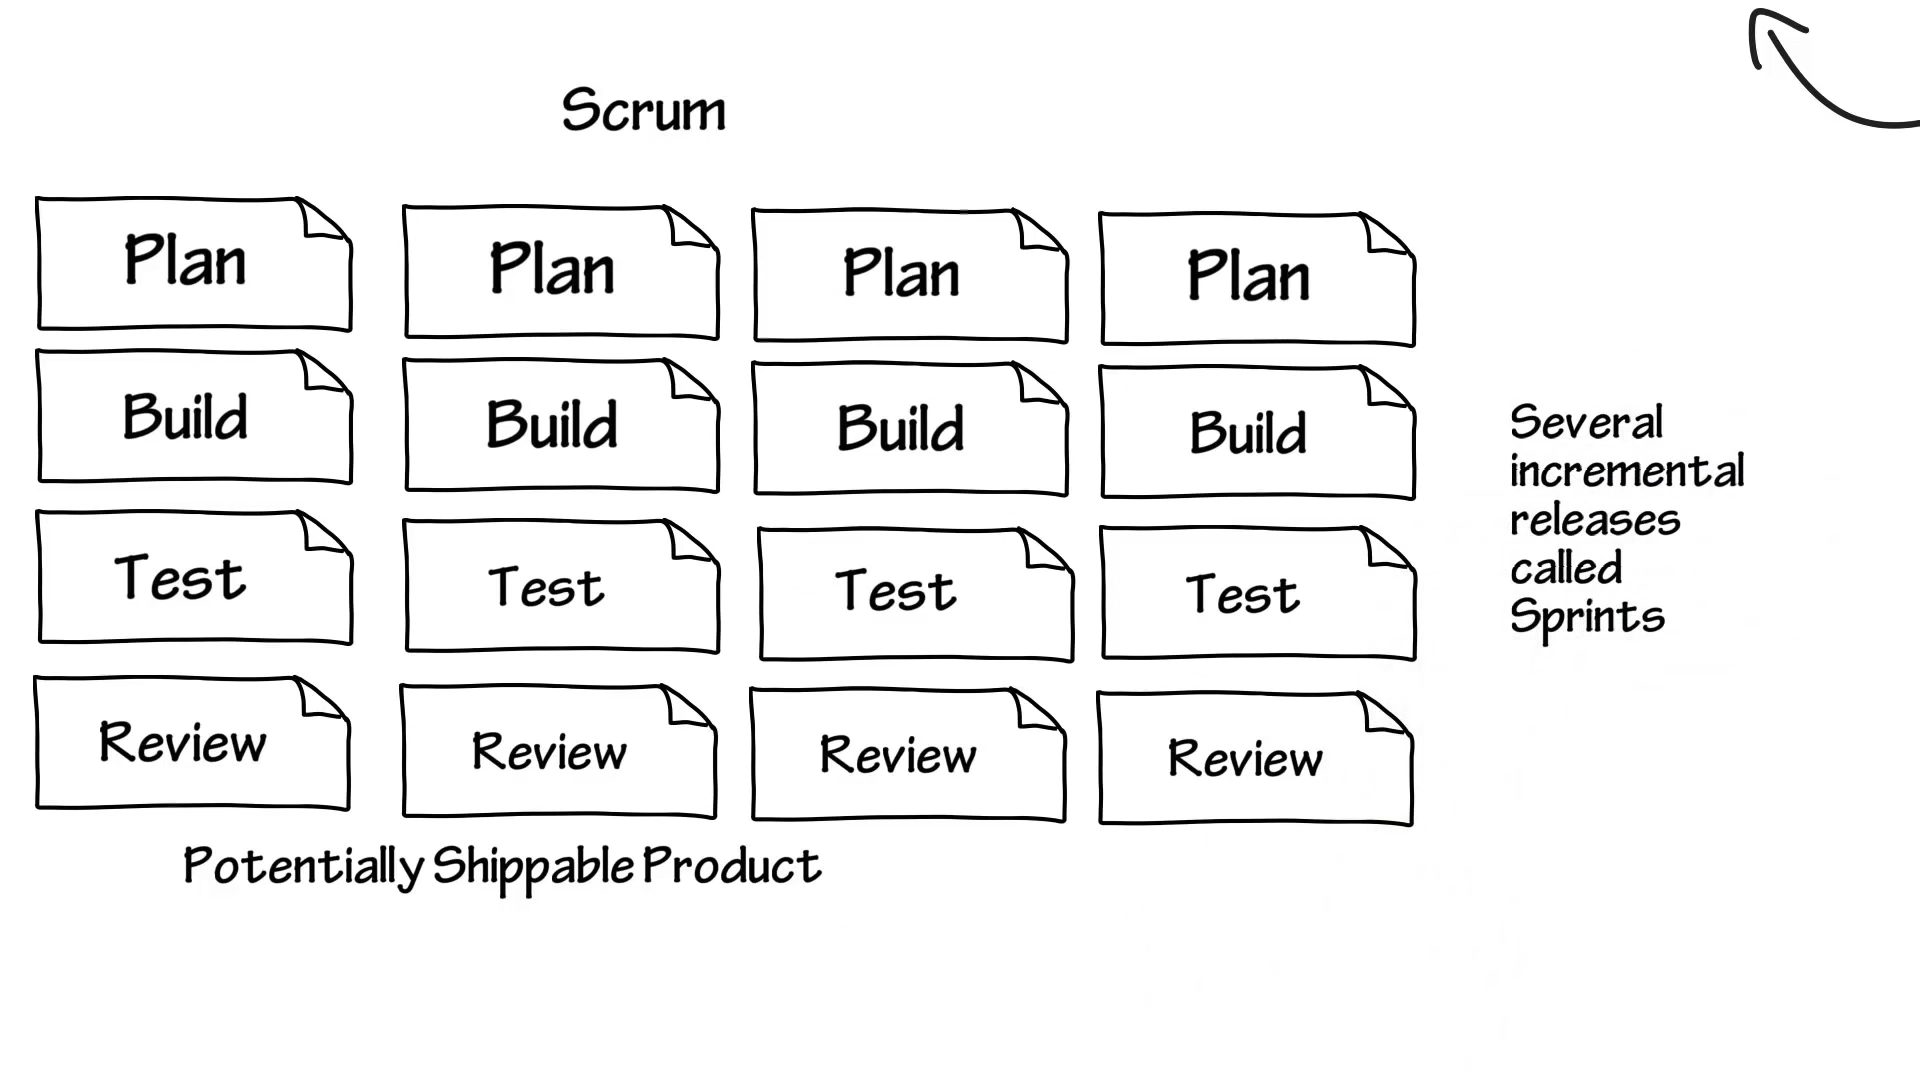 Scrum
Plan Plan Plan Plan
Build Build Build Build
Test Test Test Test
Review Review Review Review
Several
incremental
releases
called
Sprints
Potentially Shippable Product